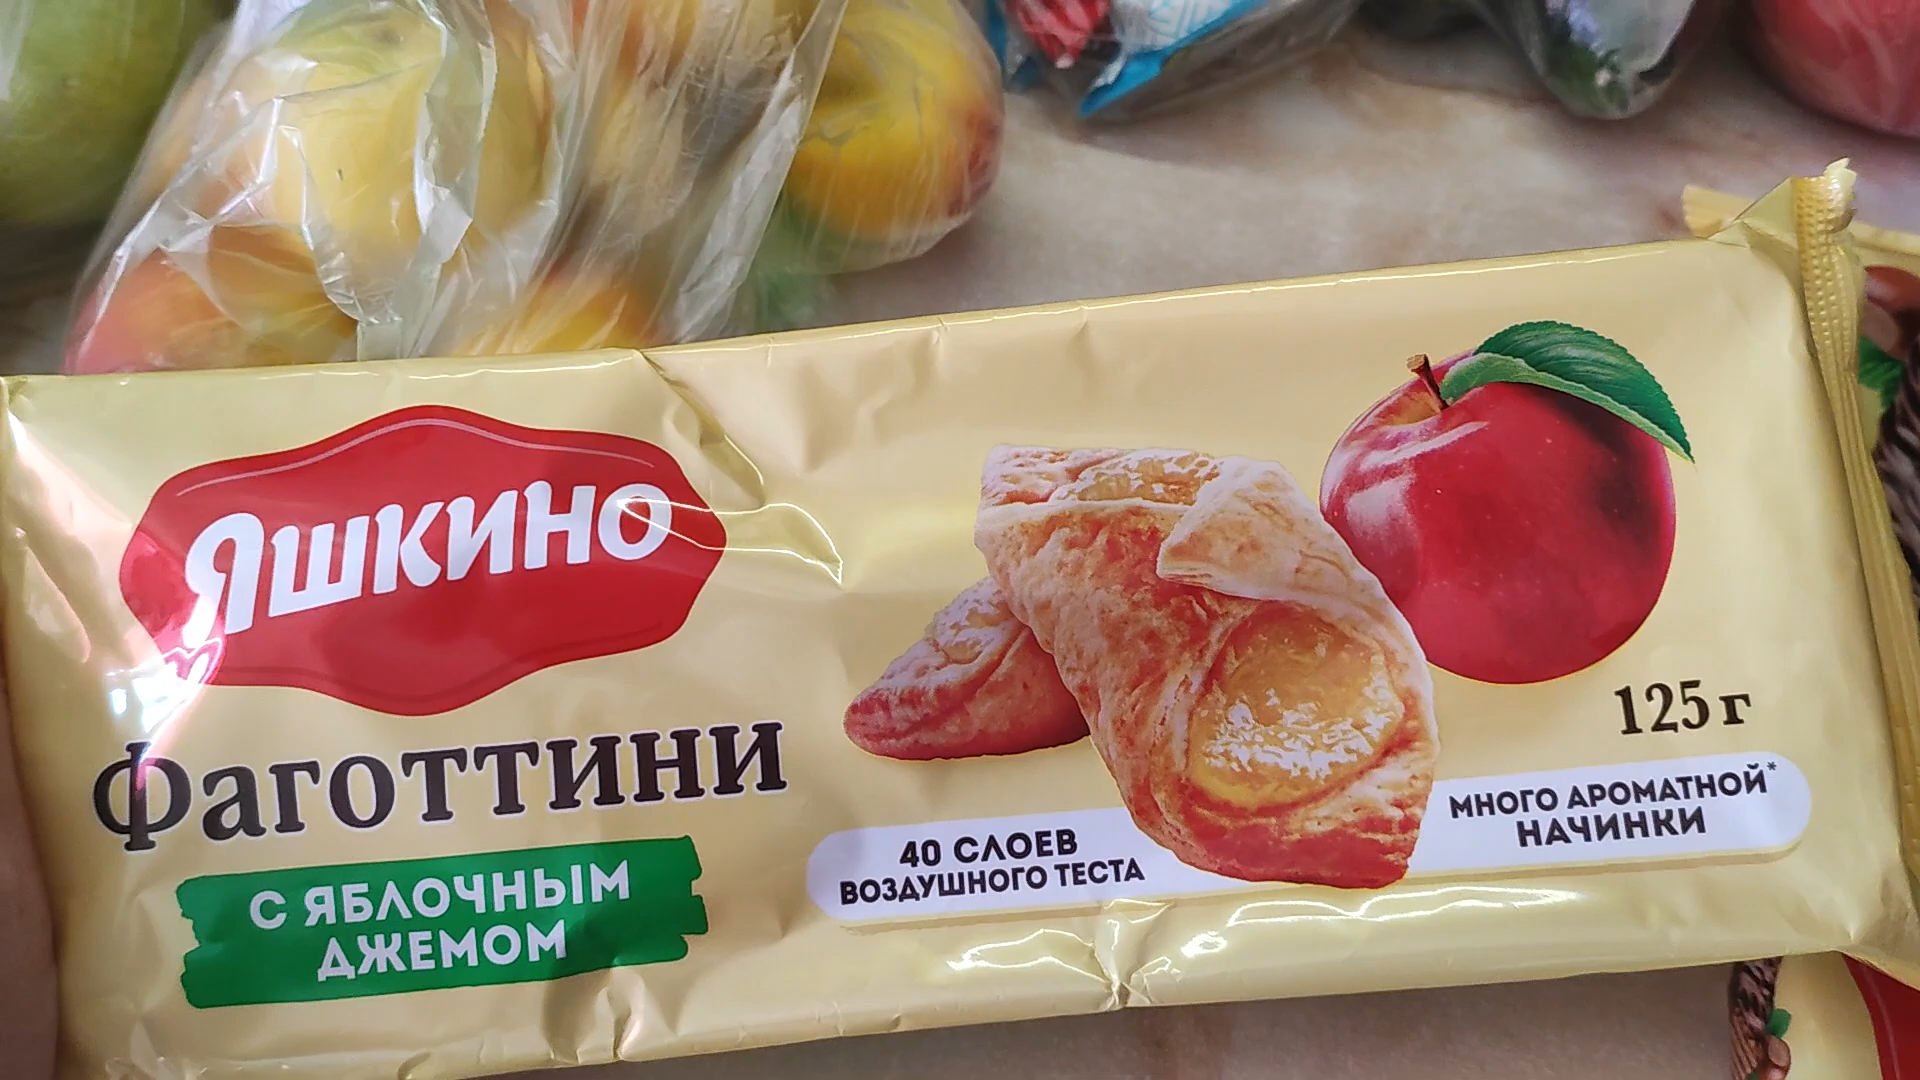 Яшкино
Фаготтини
С ЯБЛОЧНЫМ
ДЖЕМОМ
40 СЛОЕВ
ВОЗДУШНОГО ТЕСТА
125 г
МНОГО АРОМАТНОЙ*
НАЧИНКИ